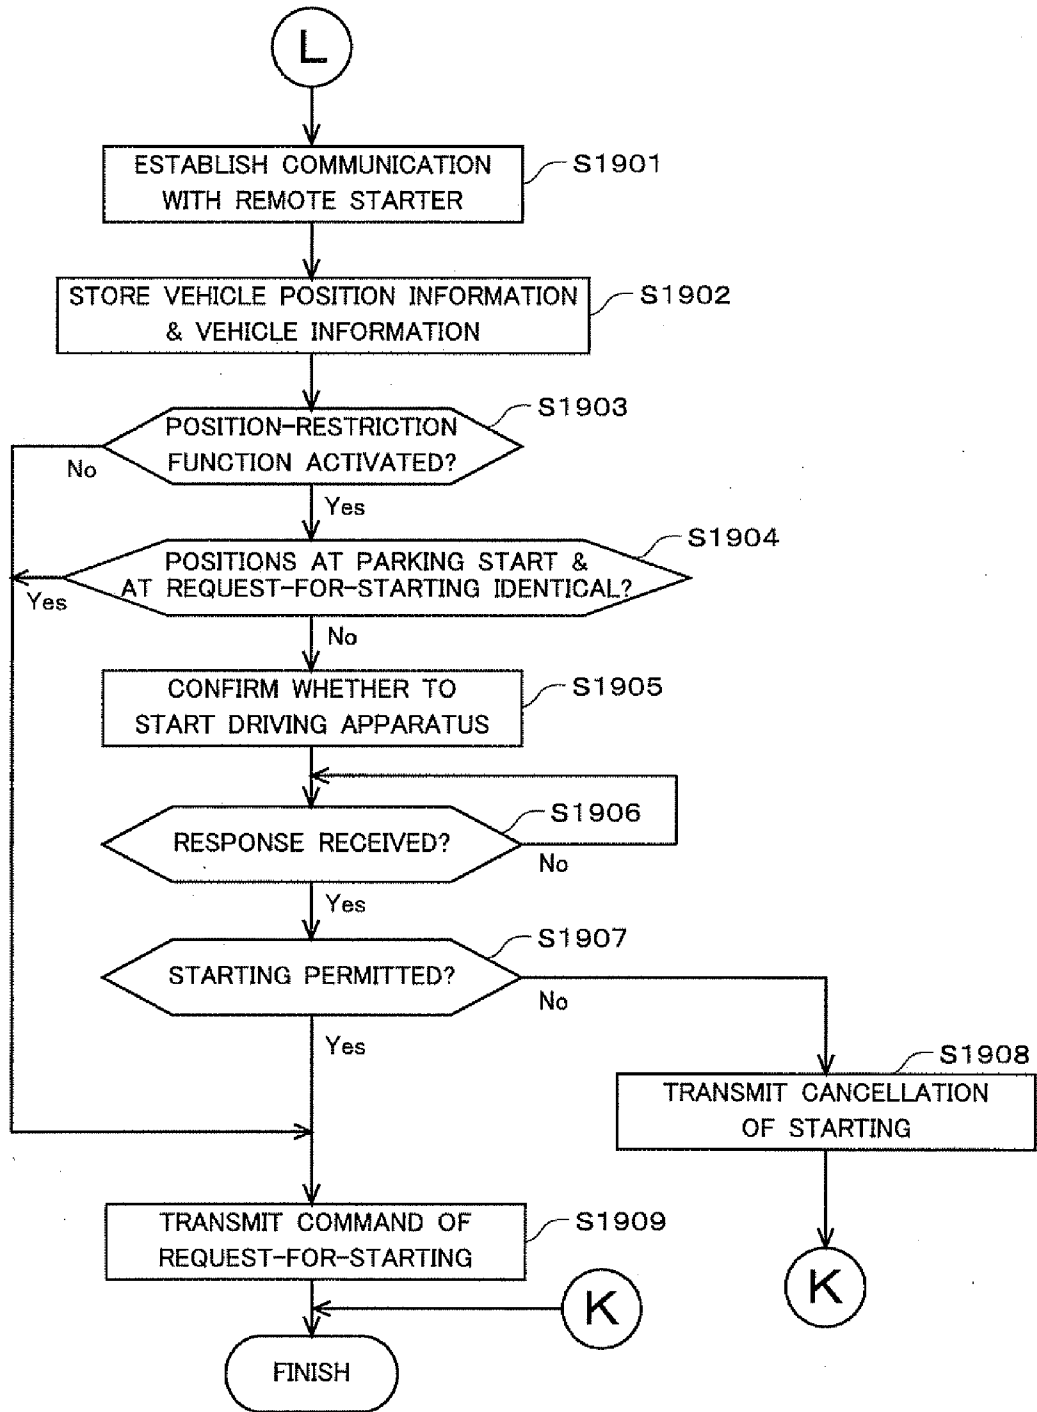 L
ESTABLISH COMMUNICATION
WITH REMOTE STARTER
S1901
STORE VEHICLE POSITION INFORMATION
& VEHICLE INFORMATION
S1902
POSITION-RESTRICTION
FUNCTION ACTIVATED?
S1903
No
Yes
POSITIONS AT PARKING START &
AT REQUEST-FOR-STARTING IDENTICAL?
S1904
Yes
No
CONFIRM WHETHER TO
START DRIVING APPARATUS
S1905
RESPONSE RECEIVED?
S1906
No
Yes
STARTING PERMITTED?
S1907
No
Yes
TRANSMIT CANCELLATION
OF STARTING
S1908
TRANSMIT COMMAND OF
REQUEST-FOR-STARTING
S1909
K
K
FINISH